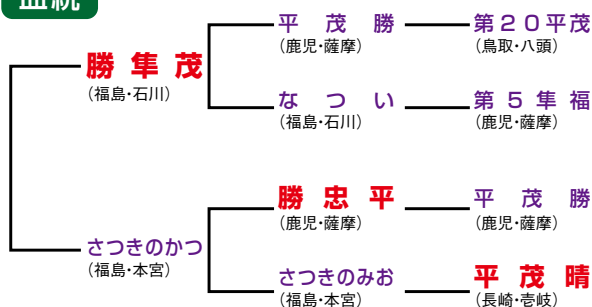 血統
平茂勝
(鹿児・薩摩)
第20平茂
(鳥取・八頭)
勝隼茂
(福島・石川)
なつい
(福島・石川)
第5隼福
(鹿児・薩摩)
勝忠平
(鹿児・薩摩)
平茂勝
(鹿児・薩摩)
さつきのかつ
(福島・本宮)
さつきのみお
(福島・本宮)
平茂晴
(長崎・壱岐)